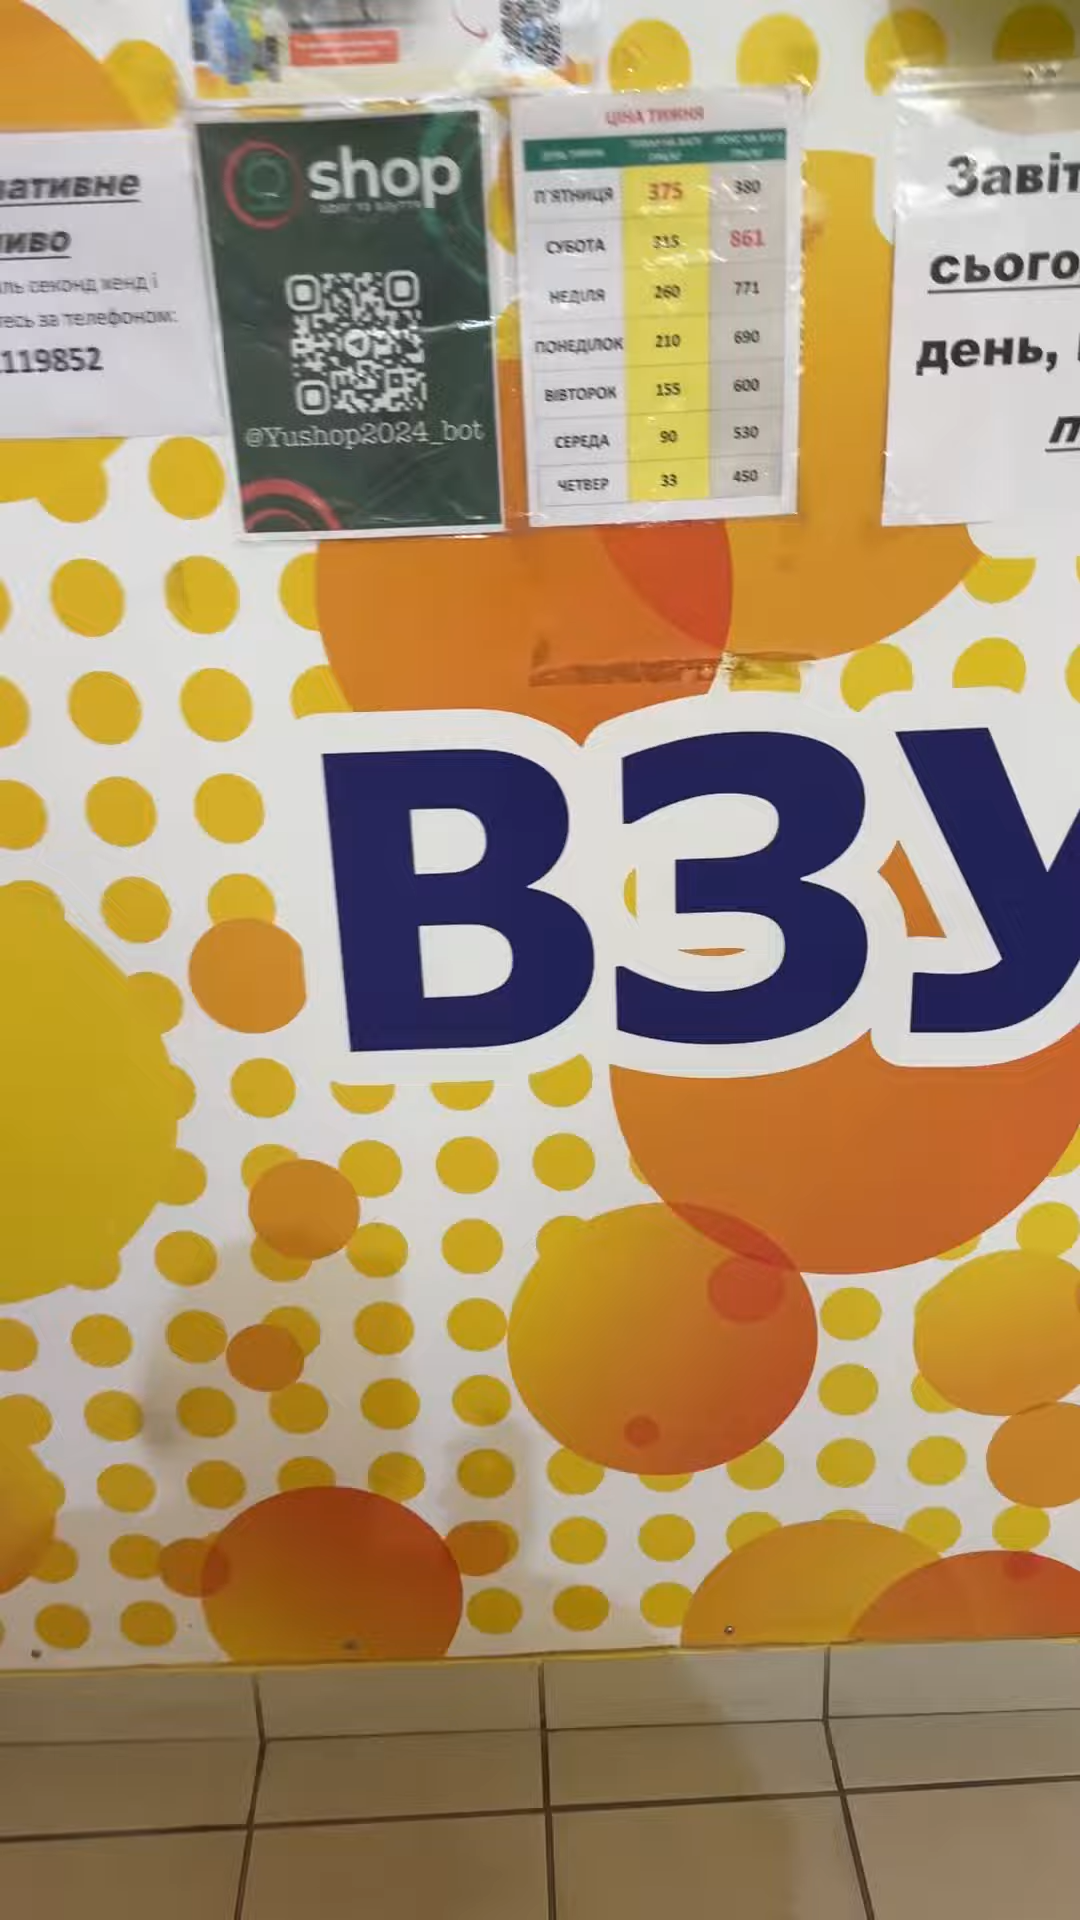 ативне
иво
ль секонд хенд і
тесь за телефоном:
119852
shop
одяг та взуття
@Yushop2024_bot
ЦІНА ТИЖНЯ
ДЕНЬ ТИЖНЯ
П'ЯТНИЦЯ 375 380
СУБОТА 315 861
НЕДІЛЯ 260 771
ПОНЕДІЛОК 210 690
ВІВТОРОК 155 600
СЕРЕДА 90 530
ЧЕТВЕР 33 450
Завіт
сього
день,
п
ВЗУ